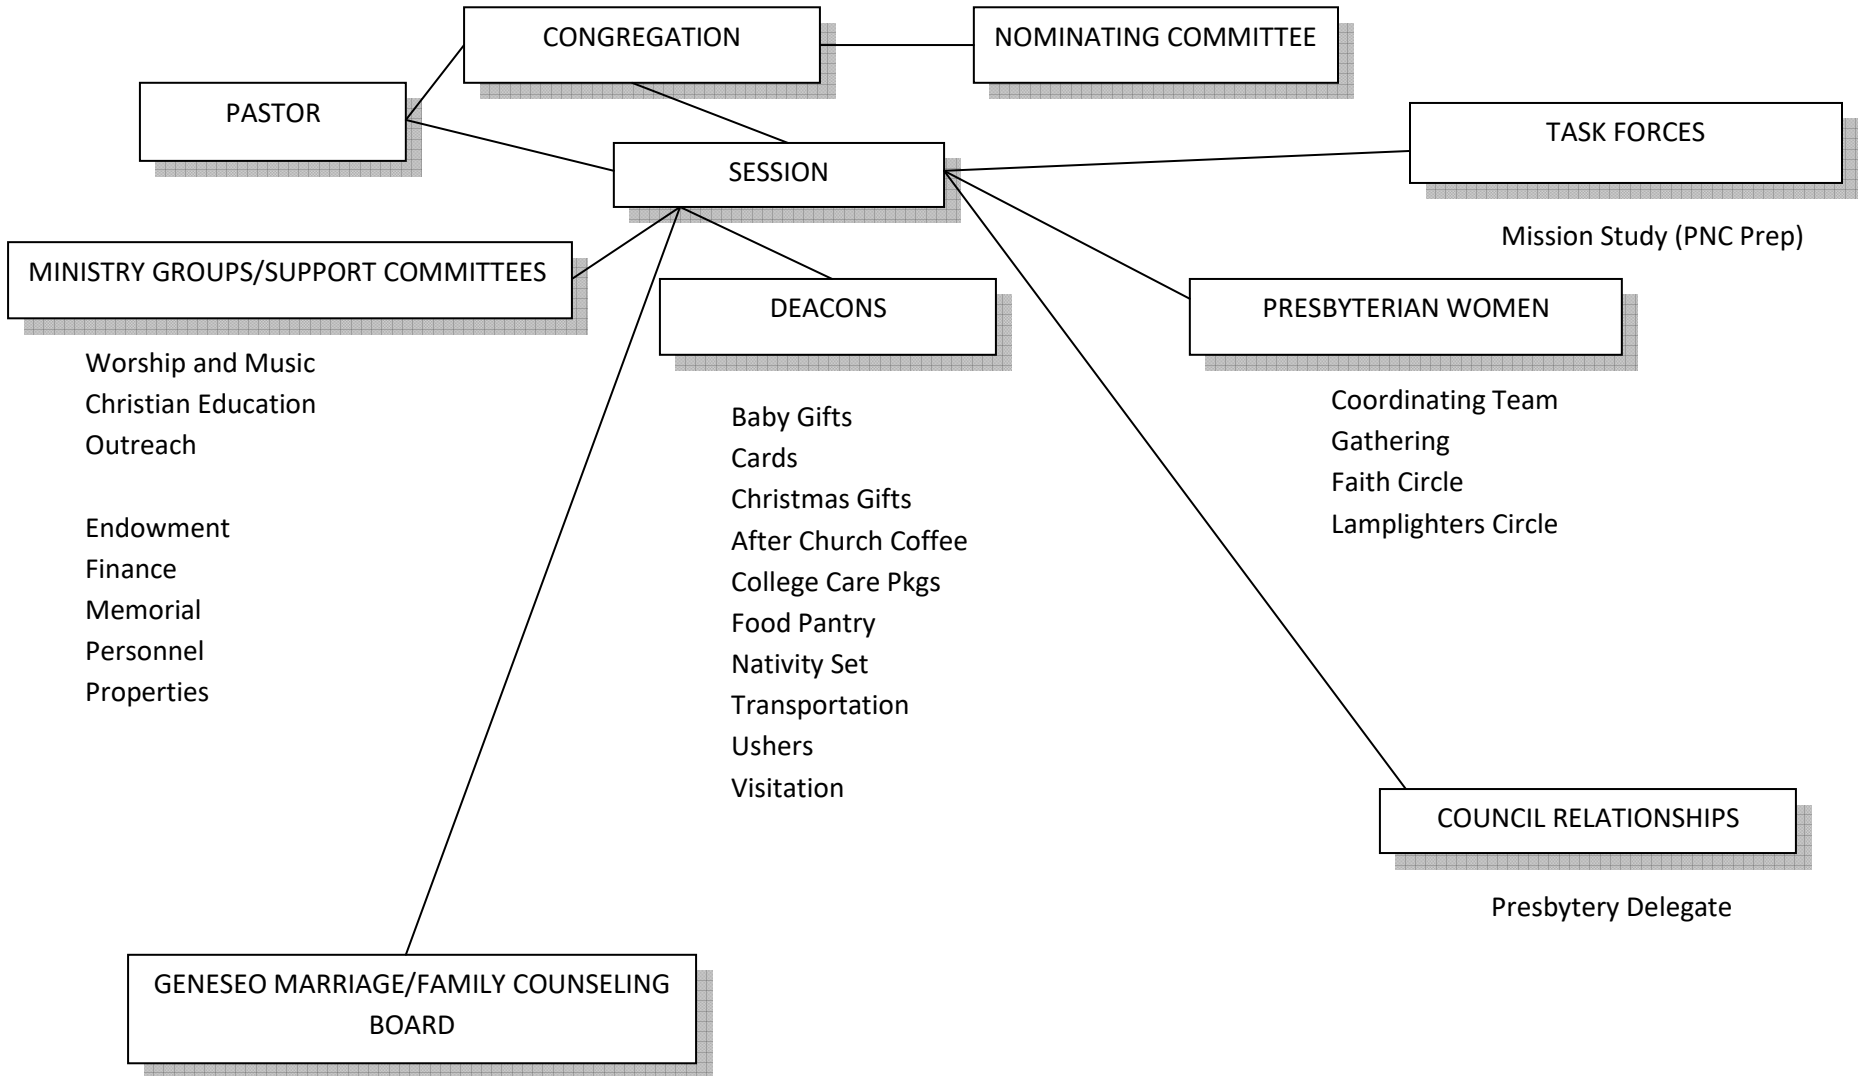 CONGREGATION
NOMINATING COMMITTEE
PASTOR
TASK FORCES
SESSION
Mission Study (PNC Prep)
MINISTRY GROUPS/SUPPORT COMMITTEES
Worship and Music
Christian Education
Outreach
Endowment
Finance
Memorial
Personnel
Properties
DEACONS
Baby Gifts
Cards
Christmas Gifts
After Church Coffee
College Care Pkgs
Food Pantry
Nativity Set
Transportation
Ushers
Visitation
PRESBYTERIAN WOMEN
Coordinating Team
Gathering
Faith Circle
Lamplighters Circle
COUNCIL RELATIONSHIPS
Presbytery Delegate
GENESEO MARRIAGE/FAMILY COUNSELING
BOARD